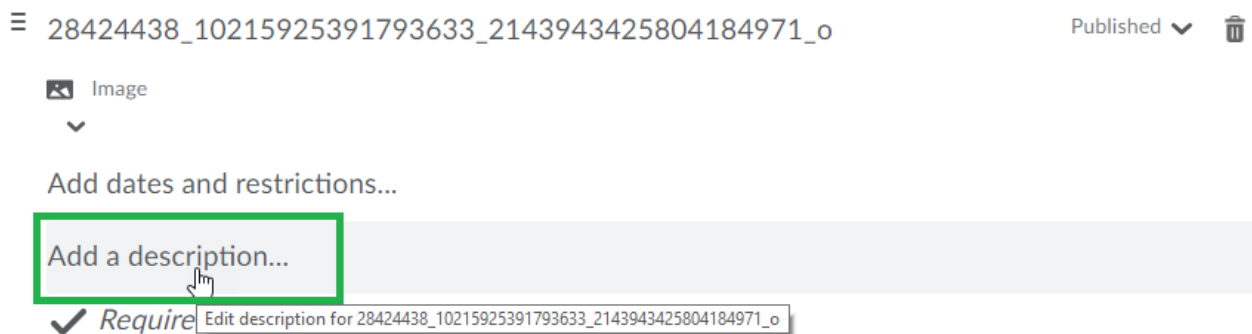 28424438_10215925391793633_2143943425804184971_o Published
Image
Add dates and restrictions...
Add a description...
Require
Edit description for 28424438_10215925391793633_2143943425804184971_o